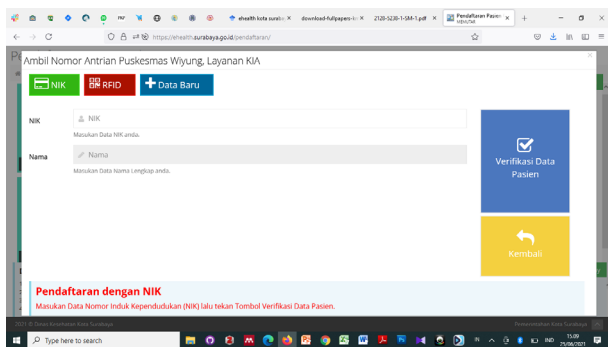 ehealth kota surab
download-fullpapers-
2120-5230-1-SM-1.pdf
Pendaftaran Pasien
MEMUTAR
https://ehealth.surabaya.go.id/pendaftaran/
Ambil Nomor Antrian Puskesmas Wiyung, Layanan KIA
NIK
RFID
Data Baru
NIK
NIK
Masukan Data NIK anda.
Nama
Nama
Masukan Data Nama Lengkap anda.
Verifikasi Data
Pasien
Kembali
Pendaftaran dengan NIK
Masukan Data Nomor Induk Kependudukan (NIK) lalu tekan Tombol Verifikasi Data Pasien.
2021 © Dinas Kesehatan Kota Surabaya
Pemerintahan Kota Surabaya
Type here to search
IND
15.09
25/06/2021